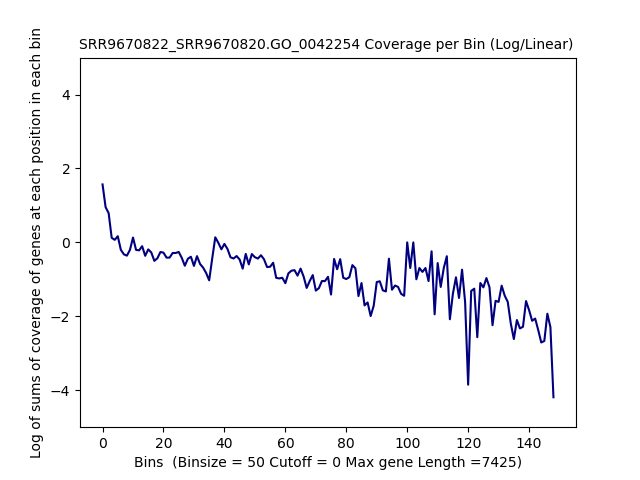 SRR9670822_SRR9670820.GO_0042254 Coverage per Bin (Log/Linear)
Log of sums of coverage of genes at each position in each bin
4
2
0
−2
−4
0 20 40 60 80 100 120 140
Bins  (Binsize = 50 Cutoff = 0 Max gene Length =7425)